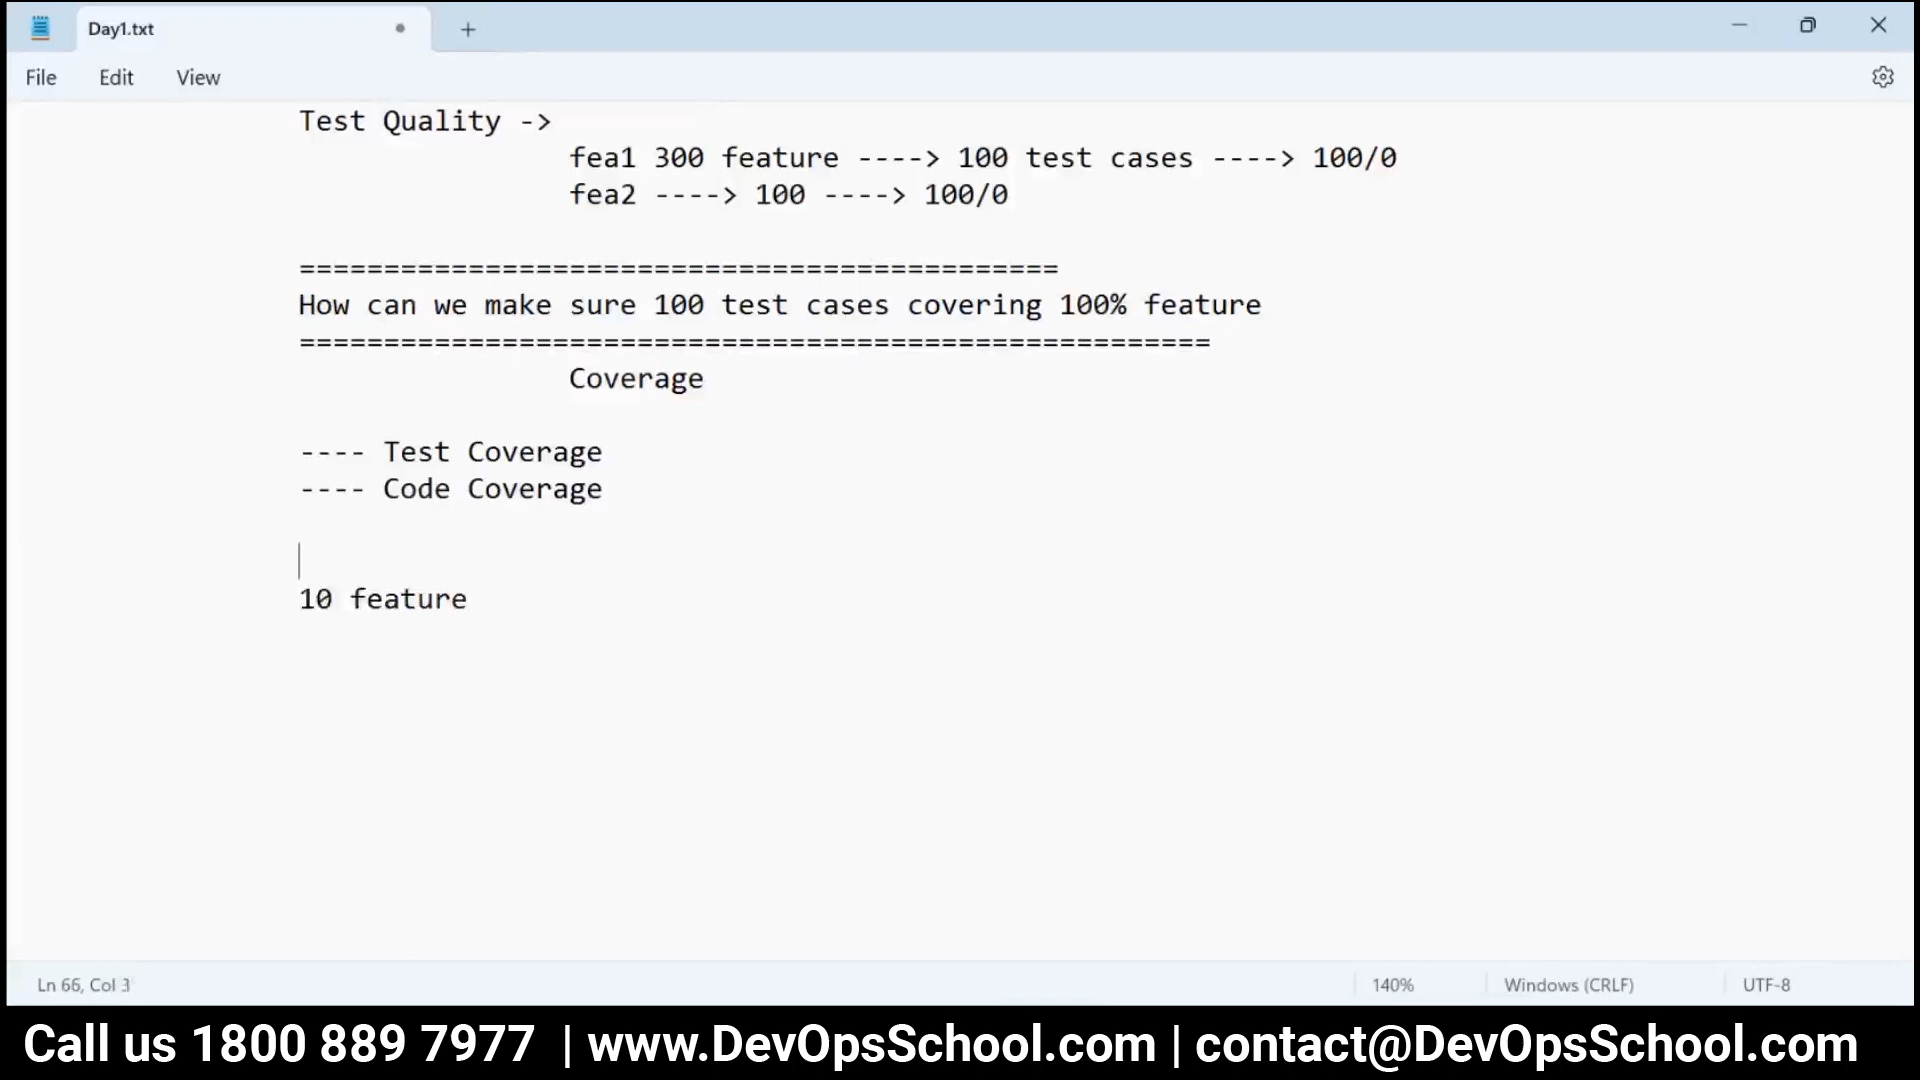 Day1.txt
File Edit View
Test Quality ->
fea1 300 feature ----> 100 test cases ----> 100/0
fea2 ----> 100 ----> 100/0
=============================================
How can we make sure 100 test cases covering 100% feature
======================================================
Coverage
---- Test Coverage
---- Code Coverage
10 feature
Ln 66, Col 3 140% Windows (CRLF) UTF-8
Call us 1800 889 7977 | www.DevOpsSchool.com | contact@DevOpsSchool.com